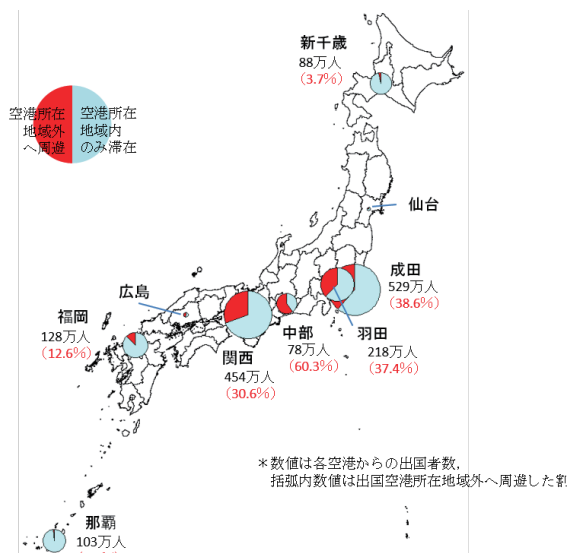 新千歳
88万人
(3.7%)
空港所在
地域外
へ周遊
空港所在
地域内
のみ滞在
仙台
成田
529万人
(38.6%)
羽田
218万人
(37.4%)
中部
78万人
(60.3%)
関西
454万人
(30.6%)
広島
福岡
128万人
(12.6%)
＊数値は各空港からの出国者数，
括弧内数値は出国空港所在地域外へ周遊した割
那覇
103万人